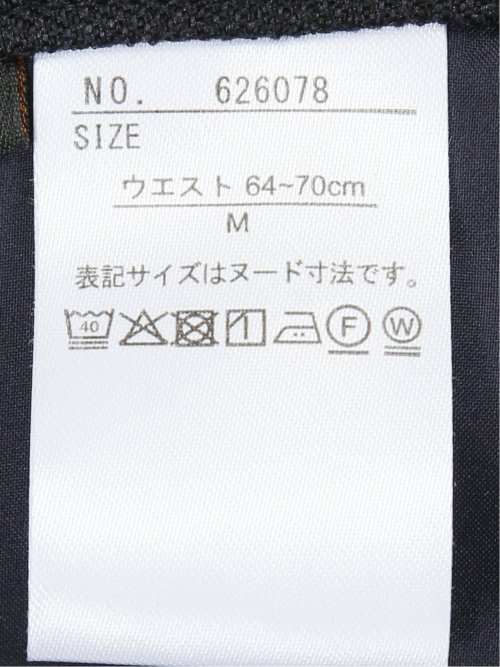 NO. 626078
SIZE
ウエスト 64~70cm
M
表記サイズはヌード寸法です。
40 F W